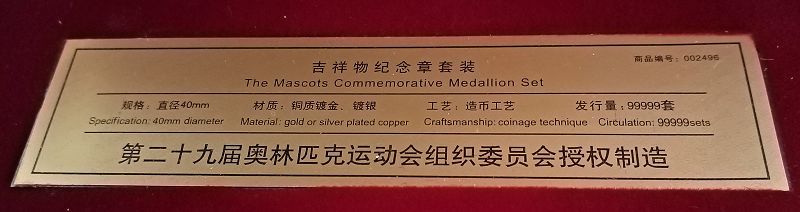 吉祥物纪念章套装
商品编号：002496
The Mascots Commemorative Medallion Set
规格：直径40mm 材质：铜质镀金、镀银 工艺：造币工艺 发行量：99999套
Specification: 40mm diameter Material: gold or silver plated copper Craftsmanship: coinage technique Circulation: 99999sets
第二十九届奥林匹克运动会组织委员会授权制造